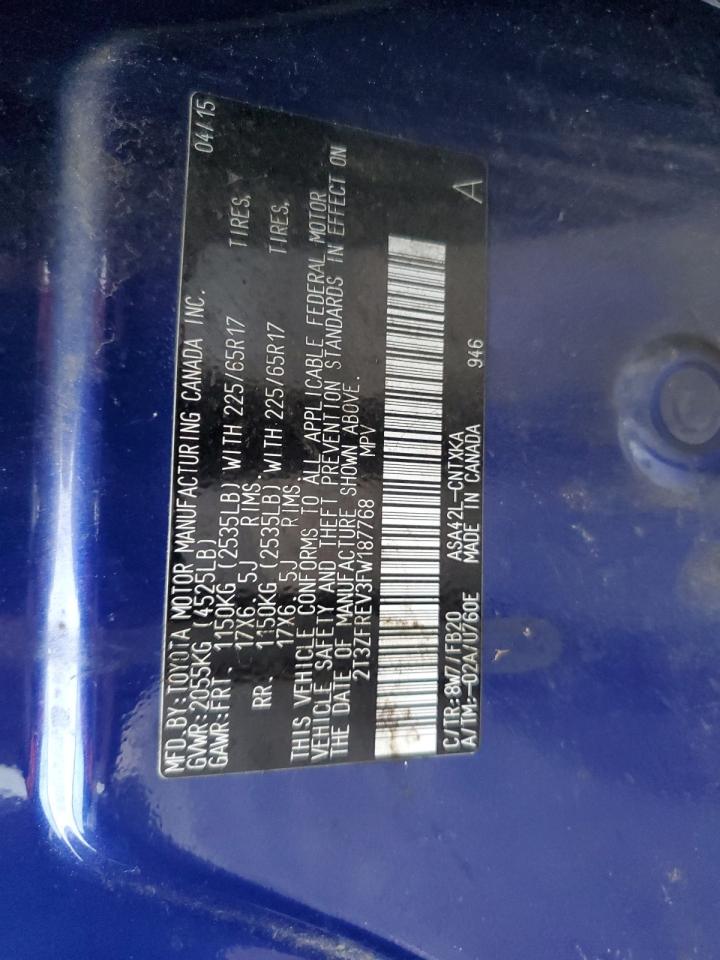 MFD.BY:TOYOTA MOTOR MANUFACTURING CANADA INC. 04/15
GVWR:2055KG (4525LB)
GAWR:FRT. 1150KG (2535LB) WITH 225/65R17 TIRES,
17X6.5J RIMS.
RR. 1150KG (2535LB) WITH 225/65R17 TIRES,
17X6.5J RIMS.
THIS VEHICLE CONFORMS TO ALL APPLICABLE FEDERAL MOTOR
VEHICLE SAFETY AND THEFT PREVENTION STANDARDS IN EFFECT ON
THE DATE OF MANUFACTURE SHOWN ABOVE.
2T3ZFREV3FW187768 MPV
C/TR:8W7/FB20 ASA42L-CNTXKA A
A/TM:-02A/U760E MADE IN CANADA 946